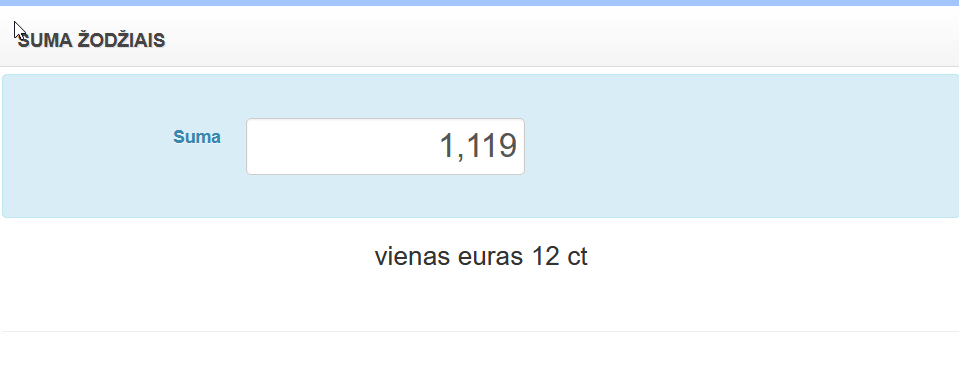 SUMA ŽODŽIAIS
Suma
1,119
vienas euras 12 ct